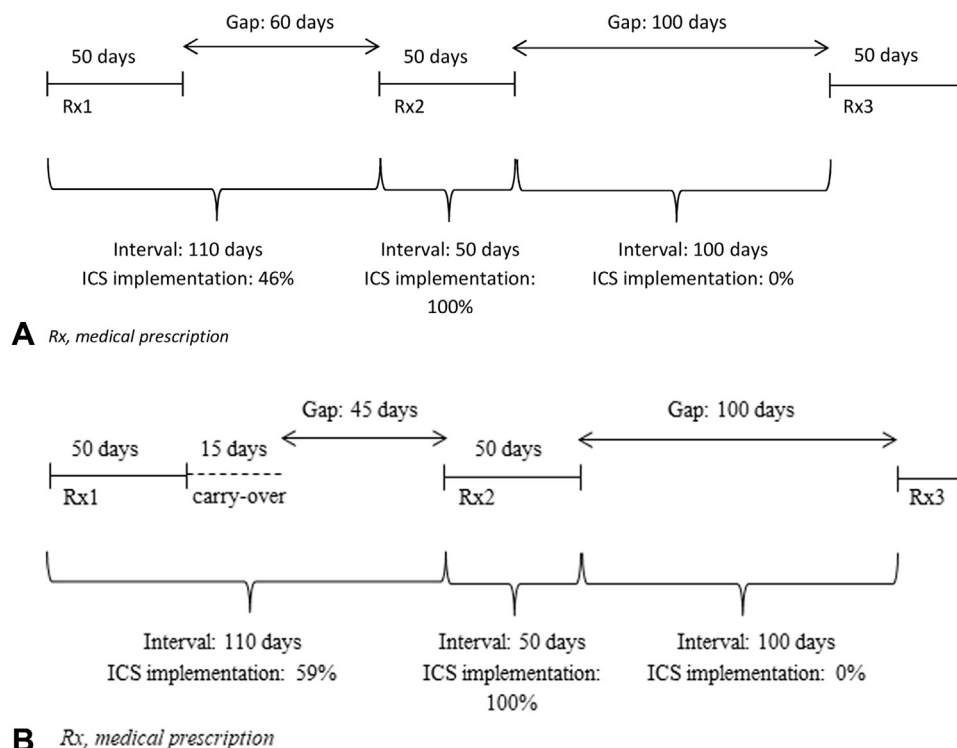 Gap: 60 days
Gap: 100 days
50 days
50 days
50 days
Rx1
Rx2
Rx3
Interval: 110 days
ICS implementation: 46%
Interval: 50 days
ICS implementation:
100%
Interval: 100 days
ICS implementation: 0%
A Rx, medical prescription
Gap: 45 days
Gap: 100 days
50 days
15 days
50 days
Rx1
carry-over
Rx2
Rx3
Interval: 110 days
ICS implementation: 59%
Interval: 50 days
ICS implementation:
100%
Interval: 100 days
ICS implementation: 0%
B Rx, medical prescription